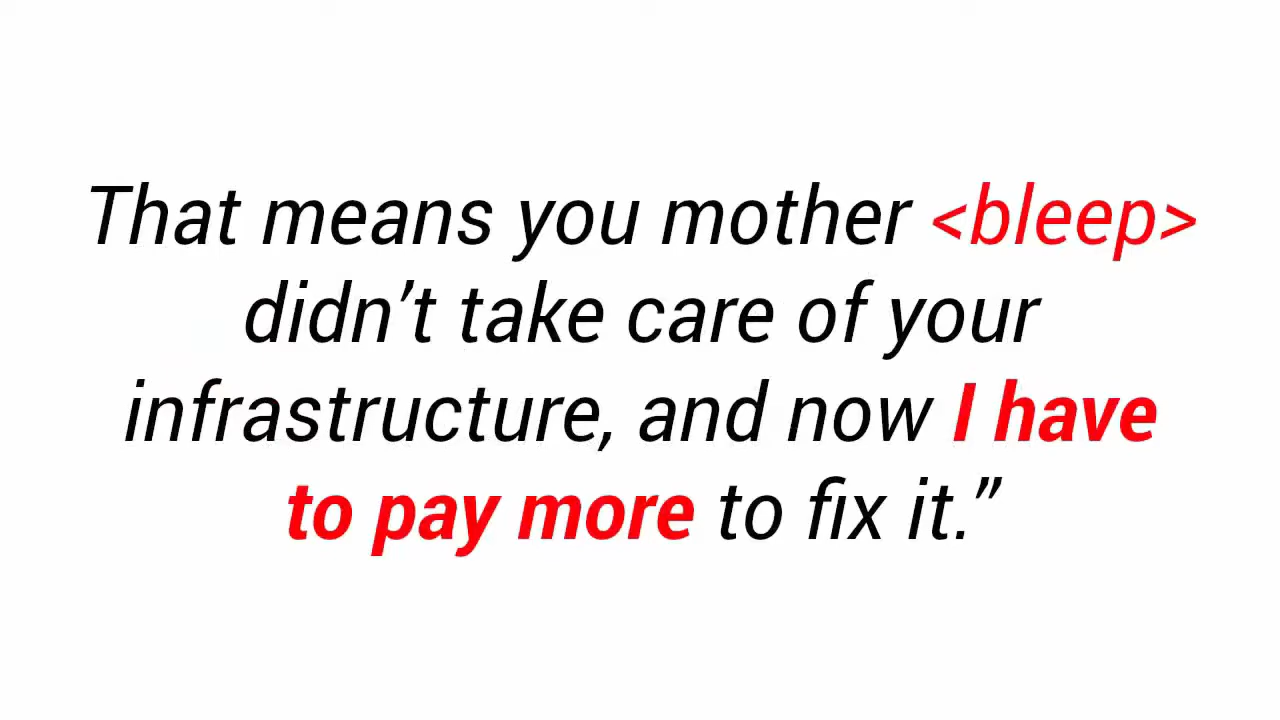 That means you mother <bleep>
didn’t take care of your
infrastructure, and now I have
to pay more to fix it.”